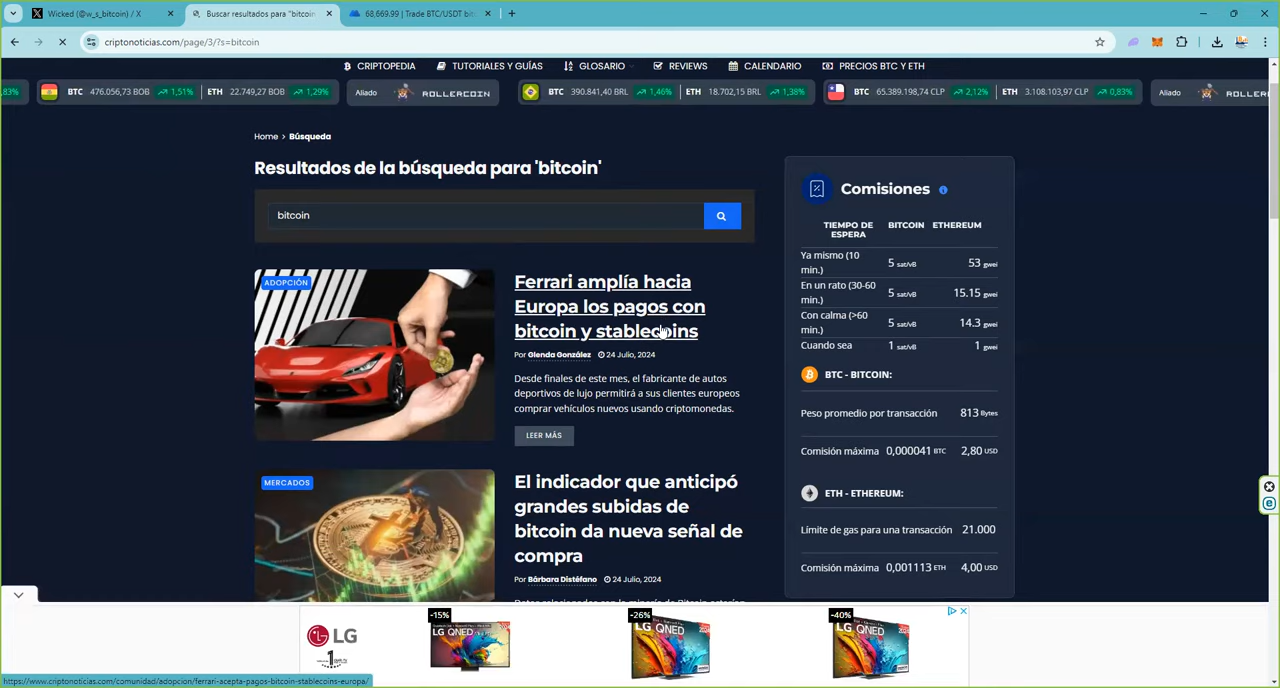 Wicked (@w_s_bitcoin) / X
Buscar resultados para "bitcoin
68,669.99 | Trade BTC/USDT bit
criptonoticias.com/page/3/?s=bitcoin
CRIPTOPEDIA TUTORIALES Y GUÍAS GLOSARIO REVIEWS CALENDARIO PRECIOS BTC Y ETH
,83% BTC 476.056,73 BOB 1,51% ETH 22.749,27 BOB 1,29% Aliado ROLLERCOIN BTC 390.841,40 BRL 1,46% ETH 18.702,15 BRL 1,38% BTC 65.389.198,74 CLP 2,12% ETH 3.108.103,97 CLP 0,83% Aliado ROLLER
Home > Búsqueda
Resultados de la búsqueda para 'bitcoin'
bitcoin
ADOPCIÓN
Ferrari amplía hacia
Europa los pagos con
bitcoin y stablecoins
Por Glenda González 24 Julio, 2024
Desde finales de este mes, el fabricante de autos
deportivos de lujo permitirá a sus clientes europeos
comprar vehículos nuevos usando criptomonedas.
LEER MÁS
MERCADOS
El indicador que anticipó
grandes subidas de
bitcoin da nueva señal de
compra
Por Bárbara Distéfano 24 Julio, 2024
Comisiones
TIEMPO DE ESPERA BITCOIN ETHEREUM
Ya mismo (10 min.) 5 sat/vB 53 gwei
En un rato (30-60 min.) 5 sat/vB 15.15 gwei
Con calma (>60 min.) 5 sat/vB 14.3 gwei
Cuando sea 1 sat/vB 1 gwei
BTC - BITCOIN:
Peso promedio por transacción 813 Bytes
Comisión máxima 0,000041 BTC 2,80 USD
ETH - ETHEREUM:
Límite de gas para una transacción 21.000
Comisión máxima 0,001113 ETH 4,00 USD
LG
-15% LG QNED
-26% LG QNED
-40% LG QNED
https://www.criptonoticias.com/comunidad/adopcion/ferrari-acepta-pagos-bitcoin-stablecoins-europa/